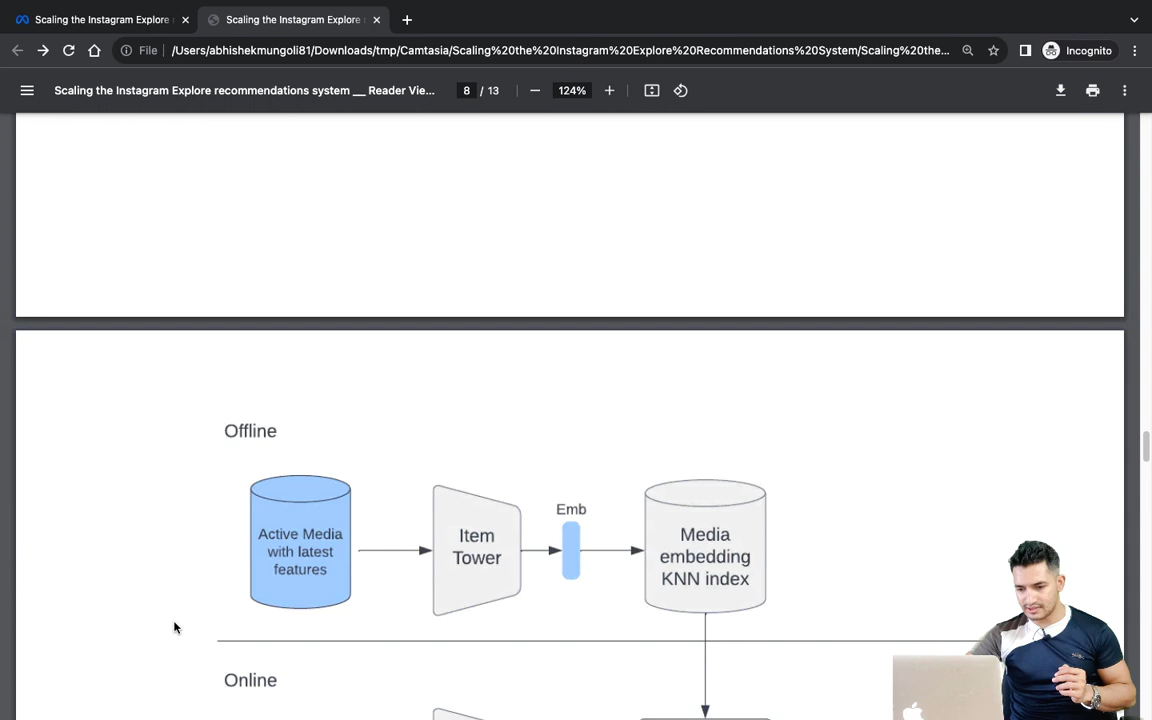 Scaling the Instagram Explore
Scaling the Instagram Explore
File
/Users/abhishekmungoli81/Downloads/tmp/Camtasia/Scaling%20the%20Instagram%20Explore%20Recommendations%20System/Scaling%20the...
Incognito
Scaling the Instagram Explore recommendations system __ Reader Vie...
8 / 13
124%
Offline
Active Media
with latest
features
Item
Tower
Emb
Media
embedding
KNN index
Online